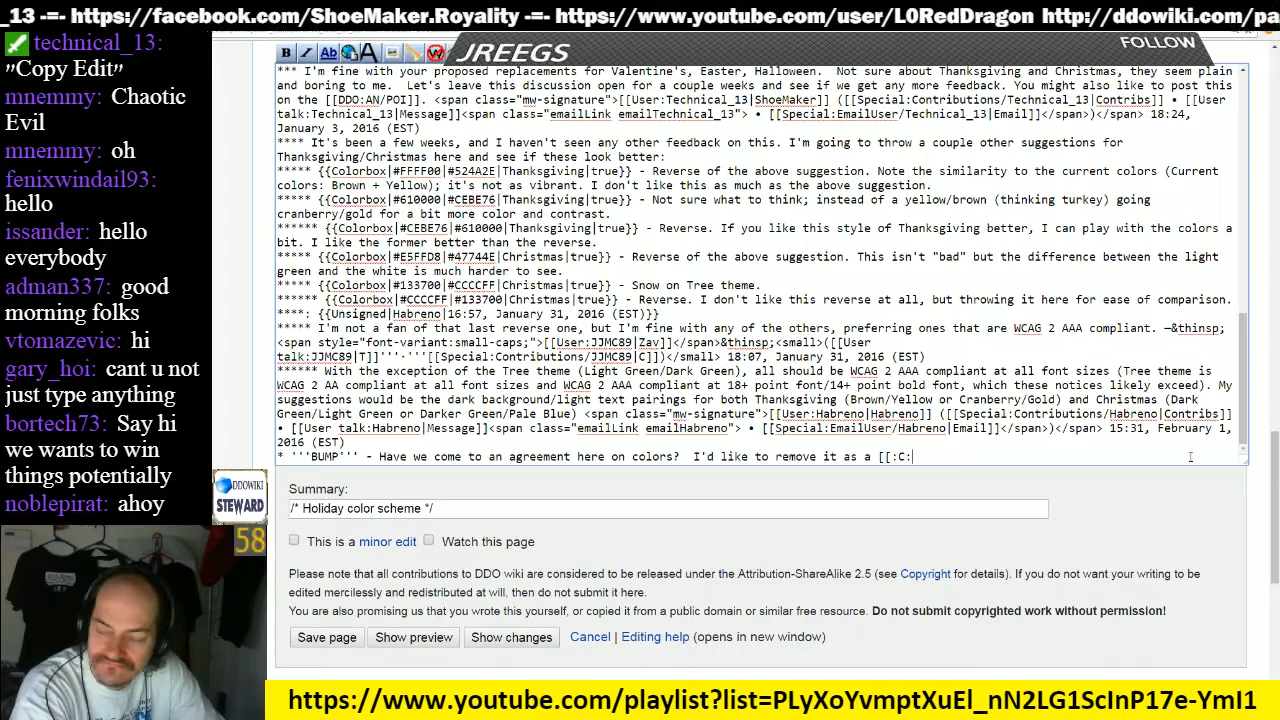 _13 -=- https://facebook.com/ShoeMaker.Royality -=- https://www.youtube.com/user/L0RedDragon http://ddowiki.com/pa
technical_13:
"Copy Edit"
mnemmy: Chaotic
Evil
mnemmy: oh
fenixwindail93:
hello
issander: hello
everybody
adman337: good
morning folks
vtomazevic: hi
gary_hoi: cant u not
just type anything
bortech73: Say hi
we wants to win
things potentially
noblepirat: ahoy
DDOWIKI
STEWARD
58
B I Ab A W
JREEGS
FOLLOW
*** I'm fine with your proposed replacements for Valentine's, Easter, Halloween.  Not sure about Thanksgiving and Christmas, they seem plain
and boring to me.  Let's leave this discussion open for a couple weeks and see if we get any more feedback. You might also like to post this
on the [[DDO:AN/POI]]. <span class="mw-signature">[[User:Technical_13|ShoeMaker]] ([[Special:Contributions/Technical_13|Contribs]] • [[User
talk:Technical_13|Message]]<span class="emailLink emailTechnical_13"> • [[Special:EmailUser/Technical_13|Email]]</span>)</span> 18:24,
January 3, 2016 (EST)
**** It's been a few weeks, and I haven't seen any other feedback on this. I'm going to throw a couple other suggestions for
Thanksgiving/Christmas here and see if these look better:
***** {{Colorbox|#FFFF00|#524A2E|Thanksgiving|true}} - Reverse of the above suggestion. Note the similarity to the current colors (Current
colors: Brown + Yellow); it's not as vibrant. I don't like this as much as the above suggestion.
***** {{Colorbox|#610000|#CEBE76|Thanksgiving|true}} - Not sure what to think; instead of a yellow/brown (thinking turkey) going
cranberry/gold for a bit more color and contrast.
****** {{Colorbox|#CEBE76|#610000|Thanksgiving|true}} - Reverse. If you like this style of Thanksgiving better, I can play with the colors a
bit. I like the former better than the reverse.
***** {{Colorbox|#E5FFD8|#47744E|Christmas|true}} - Reverse of the above suggestion. This isn't "bad" but the difference between the light
green and the white is much harder to see.
***** {{Colorbox|#133700|#CCCCFF|Christmas|true}} - Snow on Tree theme.
****** {{Colorbox|#CCCCFF|#133700|Christmas|true}} - Reverse. I don't like this reverse at all, but throwing it here for ease of comparison.
****: {{Unsigned|Habreno|16:57, January 31, 2016 (EST)}}
***** I'm not a fan of that last reverse one, but I'm fine with any of the others, preferring ones that are WCAG 2 AAA compliant. —&thinsp;
<span style="font-variant:small-caps;">[[User:JJMC89|Zav]]</span>&thinsp;<small>([[User
talk:JJMC89|T]]'''·'''[[Special:Contributions/JJMC89|C]])</small> 18:07, January 31, 2016 (EST)
****** With the exception of the Tree theme (Light Green/Dark Green), all should be WCAG 2 AAA compliant at all font sizes (Tree theme is
WCAG 2 AA compliant at all font sizes and WCAG 2 AAA compliant at 18+ point font/14+ point bold font, which these notices likely exceed). My
suggestions would be the dark background/light text pairings for both Thanksgiving (Brown/Yellow or Cranberry/Gold) and Christmas (Dark
Green/Light Green or Darker Green/Pale Blue) <span class="mw-signature">[[User:Habreno|Habreno]] ([[Special:Contributions/Habreno|Contribs]]
• [[User talk:Habreno|Message]]<span class="emailLink emailHabreno"> • [[Special:EmailUser/Habreno|Email]]</span>)</span> 15:31, February 1,
2016 (EST)
* '''BUMP''' - Have we come to an agreement here on colors?  I'd like to remove it as a [[:C:
Summary:
/* Holiday color scheme */
This is a minor edit Watch this page
Please note that all contributions to DDO wiki are considered to be released under the Attribution-ShareAlike 2.5 (see Copyright for details). If you do not want your writing to be
edited mercilessly and redistributed at will, then do not submit it here.
You are also promising us that you wrote this yourself, or copied it from a public domain or similar free resource. Do not submit copyrighted work without permission!
Save page Show preview Show changes Cancel | Editing help (opens in new window)
https://www.youtube.com/playlist?list=PLyXoYvmptXuEl_nN2LG1ScInP17e-YmI1